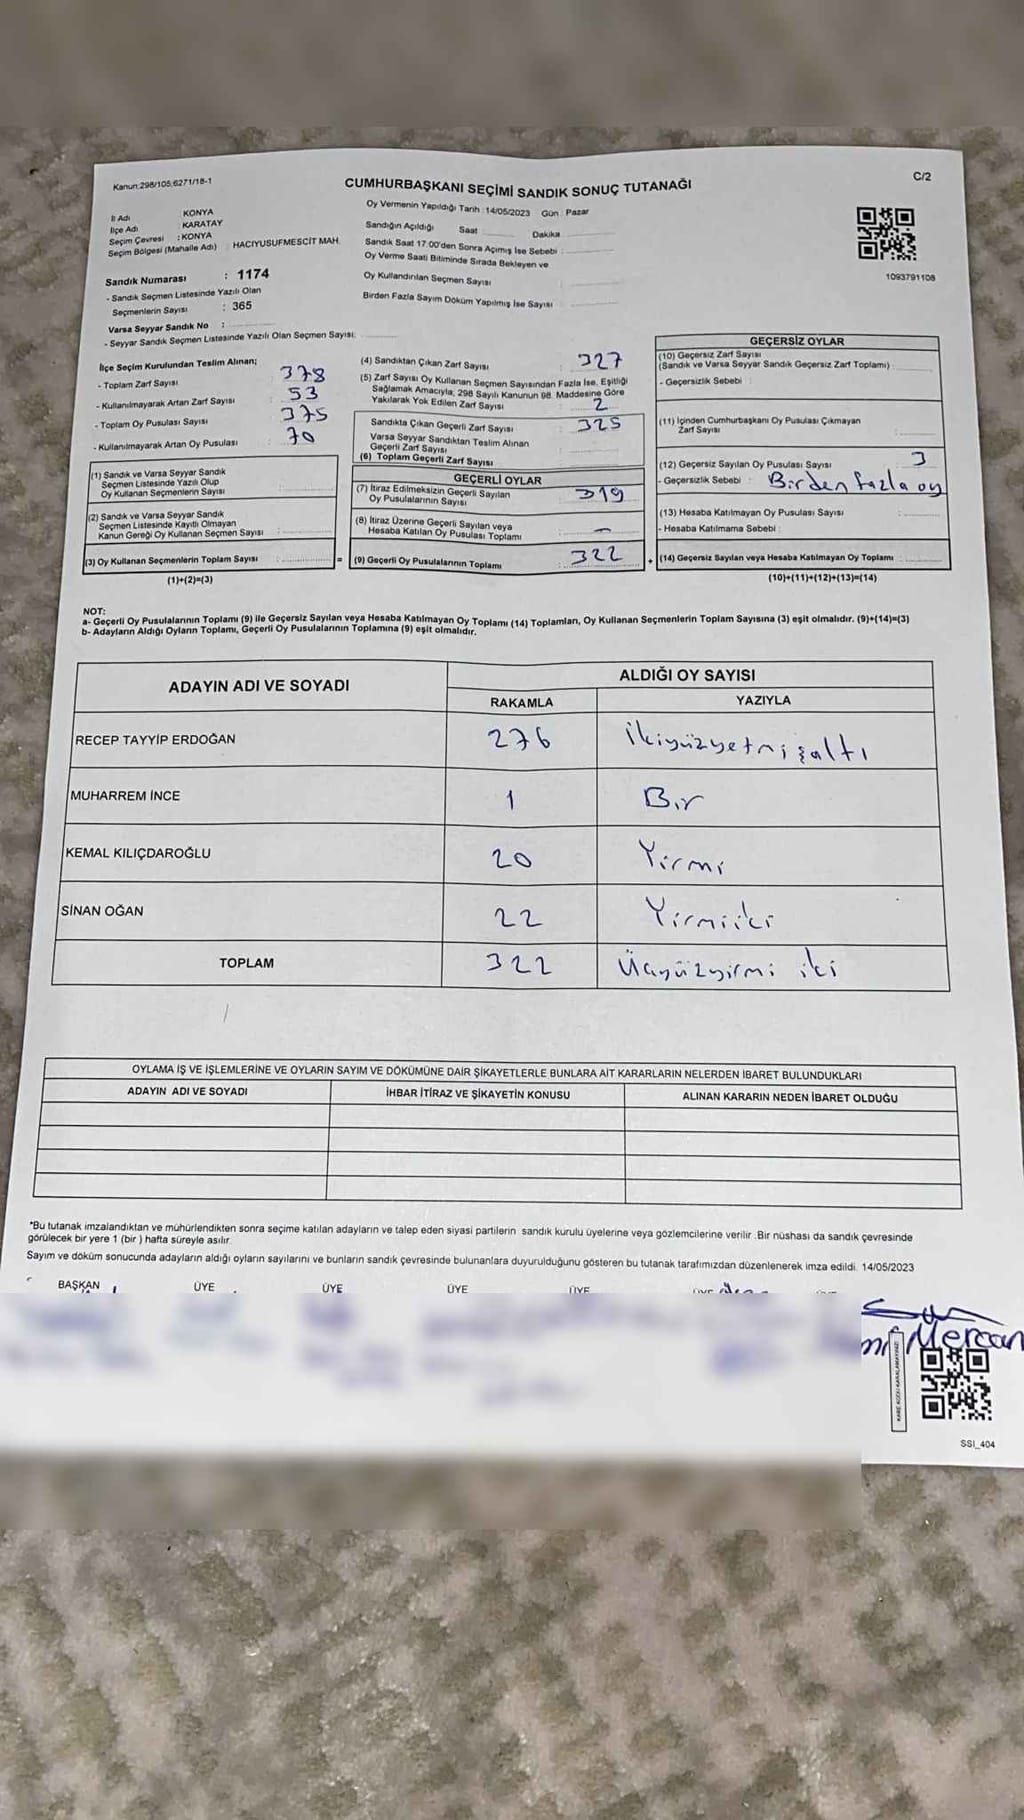 Kanun:298/105,6271/18-1
CUMHURBAŞKANI SEÇİMİ SANDIK SONUÇ TUTANAĞI
C/2
Oy Vermenin Yapıldığı Tarih :14/05/2023 Gün : Pazar
İl Adı KONYA
İlçe Adı : KARATAY
Seçim Çevresi : KONYA
Seçim Bölgesi (Mahalle Adı) : HACIYUSUFMESCİT MAH.
Sandığın Açıldığı Saat Dakika
Sandık Saat 17.00'den Sonra Açımış İse Sebebi :
Oy Verme Saati Bitiminde Sırada Bekleyen ve
Oy Kullandırılan Seçmen Sayısı
Birden Fazla Sayım Döküm Yapılmış İse Sayısı
1093791108
Sandık Numarası : 1174
- Sandık Seçmen Listesinde Yazılı Olan
Seçmenlerin Sayısı : 365
Varsa Seyyar Sandık No :
- Seyyar Sandık Seçmen Listesinde Yazılı Olan Seçmen Sayısı:
İlçe Seçim Kurulundan Teslim Alınan;
- Toplam Zarf Sayısı 378
- Kullanılmayarak Artan Zarf Sayısı 53
- Toplam Oy Pusulası Sayısı 375
- Kullanılmayarak Artan Oy Pusulası 70
(1) Sandık ve Varsa Seyyar Sandık
Seçmen Listesinde Yazılı Olup
Oy Kullanan Seçmenlerin Sayısı
(2) Sandık ve Varsa Seyyar Sandık
Seçmen Listesinde Kayıtlı Olmayan
Kanun Gereği Oy Kullanan Seçmen Sayısı
(3) Oy Kullanan Seçmenlerin Toplam Sayısı : =
(1)+(2)=(3)
(4) Sandıktan Çıkan Zarf Sayısı : 327
(5) Zarf Sayısı Oy Kullanan Seçmen Sayısından Fazla İse, Eşitliği
Sağlamak Amacıyla, 298 Sayılı Kanunun 98. Maddesine Göre
Yakılarak Yok Edilen Zarf Sayısı : 2
Sandıkta Çıkan Geçerli Zarf Sayısı : 325
Varsa Seyyar Sandıktan Teslim Alınan
Geçerli Zarf Sayısı
(6) Toplam Geçerli Zarf Sayısı
GEÇERLİ OYLAR
(7) İtiraz Edilmeksizin Geçerli Sayılan
Oy Pusulalarının Sayısı : 319
(8) İtiraz Üzerine Geçerli Sayılan veya
Hesaba Katılan Oy Pusulası Toplamı : –
(9) Geçerli Oy Pusulalarının Toplamı : 322 +
GEÇERSİZ OYLAR
(10) Geçersiz Zarf Sayısı
(Sandık ve Varsa Seyyar Sandık Geçersiz Zarf Toplamı) :
- Geçersizlik Sebebi :
(11) İçinden Cumhurbaşkanı Oy Pusulası Çıkmayan
Zarf Sayısı
(12) Geçersiz Sayılan Oy Pusulası Sayısı : 3
- Geçersizlik Sebebi : Birden fazla oy
(13) Hesaba Katılmayan Oy Pusulası Sayısı :
- Hesaba Katılmama Sebebi :
(14) Geçersiz Sayılan veya Hesaba Katılmayan Oy Toplamı :
(10)+(11)+(12)+(13)=(14)
NOT:
a- Geçerli Oy Pusulalarının Toplamı (9) ile Geçersiz Sayılan veya Hesaba Katılmayan Oy Toplamı (14) Toplamları, Oy Kullanan Seçmenlerin Toplam Sayısına (3) eşit olmalıdır. (9)+(14)=(3)
b- Adayların Aldığı Oyların Toplamı, Geçerli Oy Pusulalarının Toplamına (9) eşit olmalıdır.
ADAYIN ADI VE SOYADI ALDIĞI OY SAYISI
RAKAMLA YAZIYLA
RECEP TAYYİP ERDOĞAN 276 ikiyüzyetmişaltı
MUHARREM İNCE 1 Bir
KEMAL KILIÇDAROĞLU 20 Yirmi
SİNAN OĞAN 22 Yirmiiki
TOPLAM 322 Üçyüzyirmi iki
OYLAMA İŞ VE İŞLEMLERİNE VE OYLARIN SAYIM VE DÖKÜMÜNE DAİR ŞİKAYETLERLE BUNLARA AİT KARARLARIN NELERDEN İBARET BULUNDUKLARI
ADAYIN ADI VE SOYADI İHBAR İTİRAZ VE ŞİKAYETİN KONUSU ALINAN KARARIN NEDEN İBARET OLDUĞU
*Bu tutanak imzalandıktan ve mühürlendikten sonra seçime katılan adayların ve talep eden siyasi partilerin sandık kurulu üyelerine veya gözlemcilerine verilir .Bir nüshası da sandık çevresinde
görülecek bir yere 1 (bir ) hafta süreyle asılır.
Sayım ve döküm sonucunda adayların aldığı oyların sayılarını ve bunların sandık çevresinde bulunanlara duyurulduğunu gösteren bu tutanak tarafımızdan düzenlenerek imza edildi. 14/05/2023
BAŞKAN ÜYE ÜYE ÜYE ÜYE
Mercan
KARE KODU KARALAMAYINIZ!
SSI_404